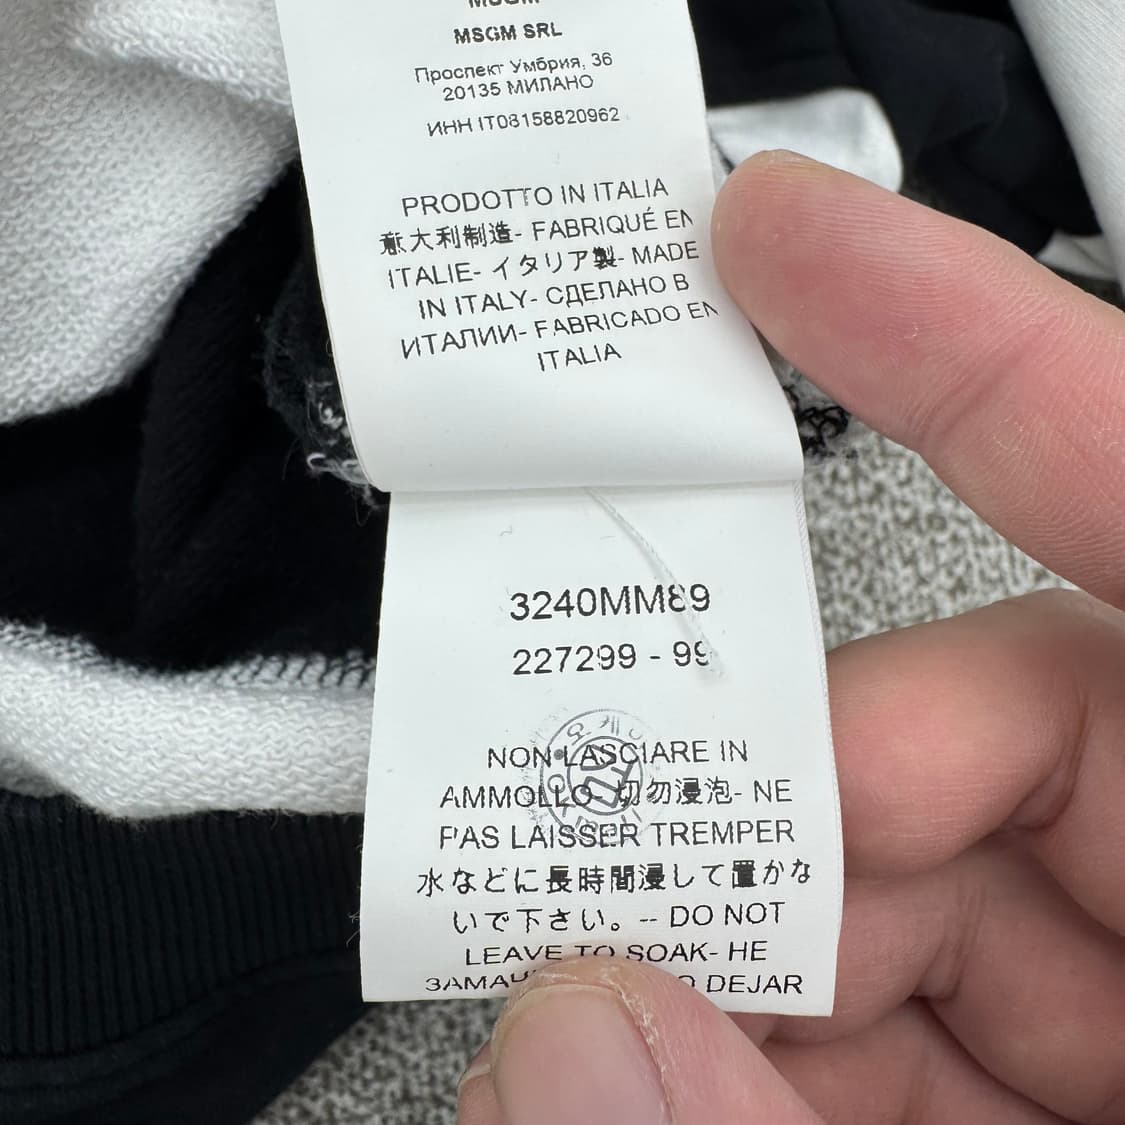 MSGM
MSGM SRL
Проспект Умбрия, 36
20135 МИЛАНО
ИНН IT08158820962
PRODOTTO IN ITALIA
意大利制造- FABRIQUÉ EN
ITALIE- イタリア製- MADE
IN ITALY- СДЕЛАНО В
ИТАЛИИ- FABRICADO EN
ITALIA
3240MM89
227299 - 99
NON LASCIARE IN
AMMOLLO- 切勿浸泡- NE
PAS LAISSER TREMPER
水などに長時間浸して置かな
いで下さい。-- DO NOT
LEAVE TO SOAK- НЕ
DEJAR